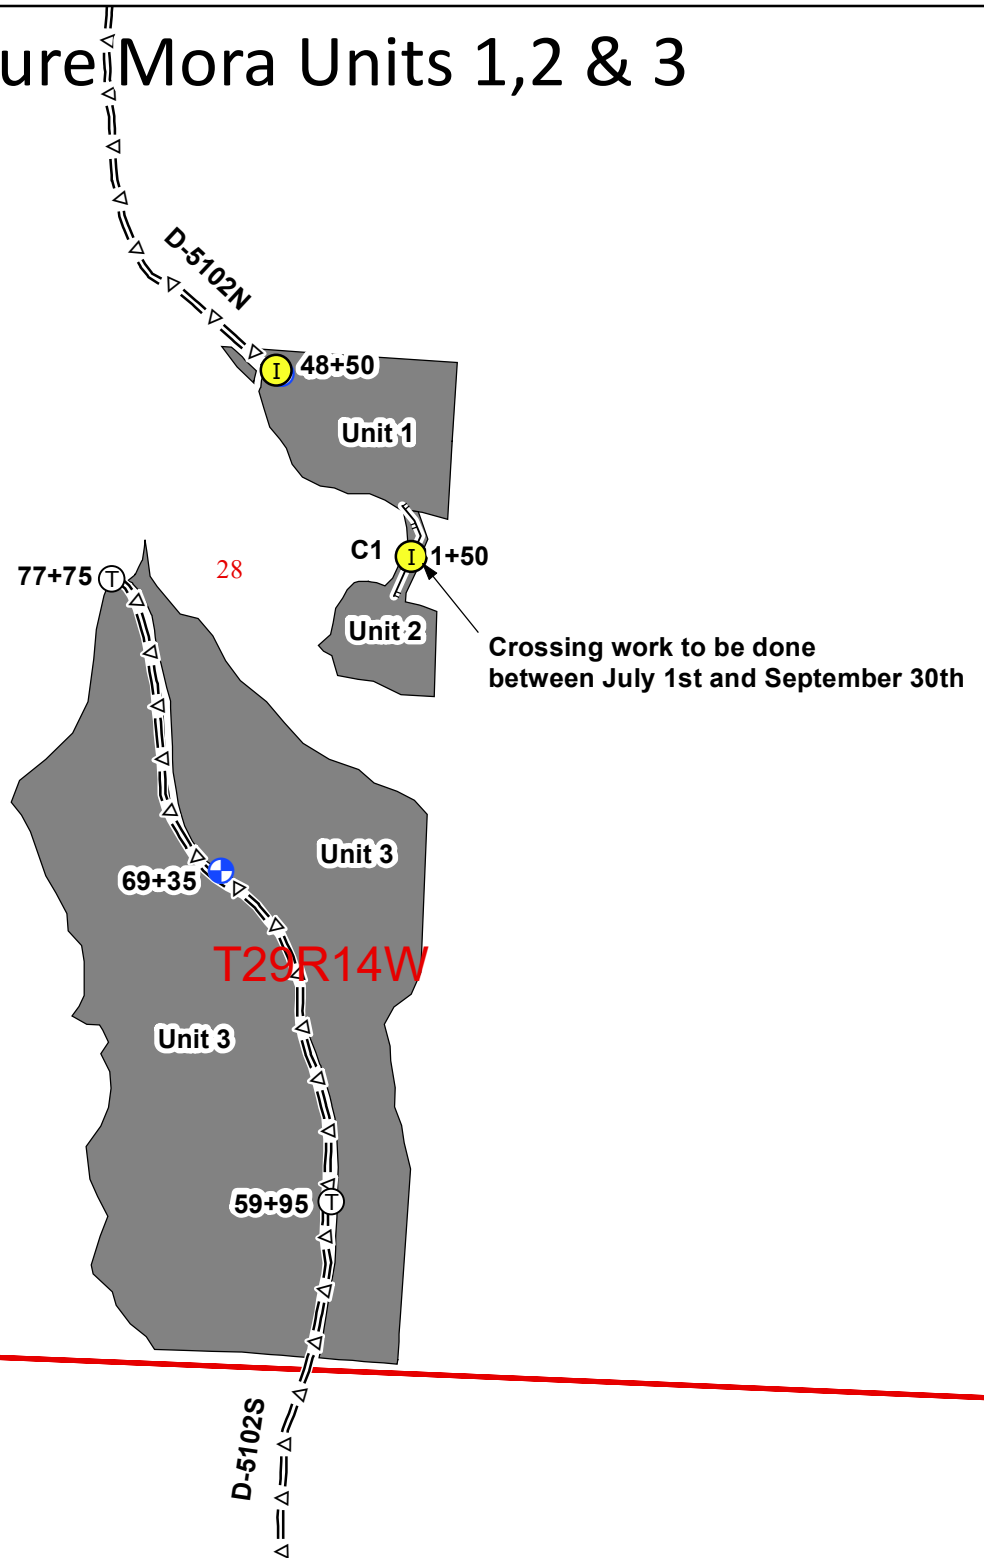 ure Mora Units 1,2 & 3
D-5102N
I
48+50
Unit 1
C1
I
1+50
77+75
T
28
Unit 2
Crossing work to be done
between July 1st and September 30th
Unit 3
69+35
T29R14W
Unit 3
59+95
T
D-5102S